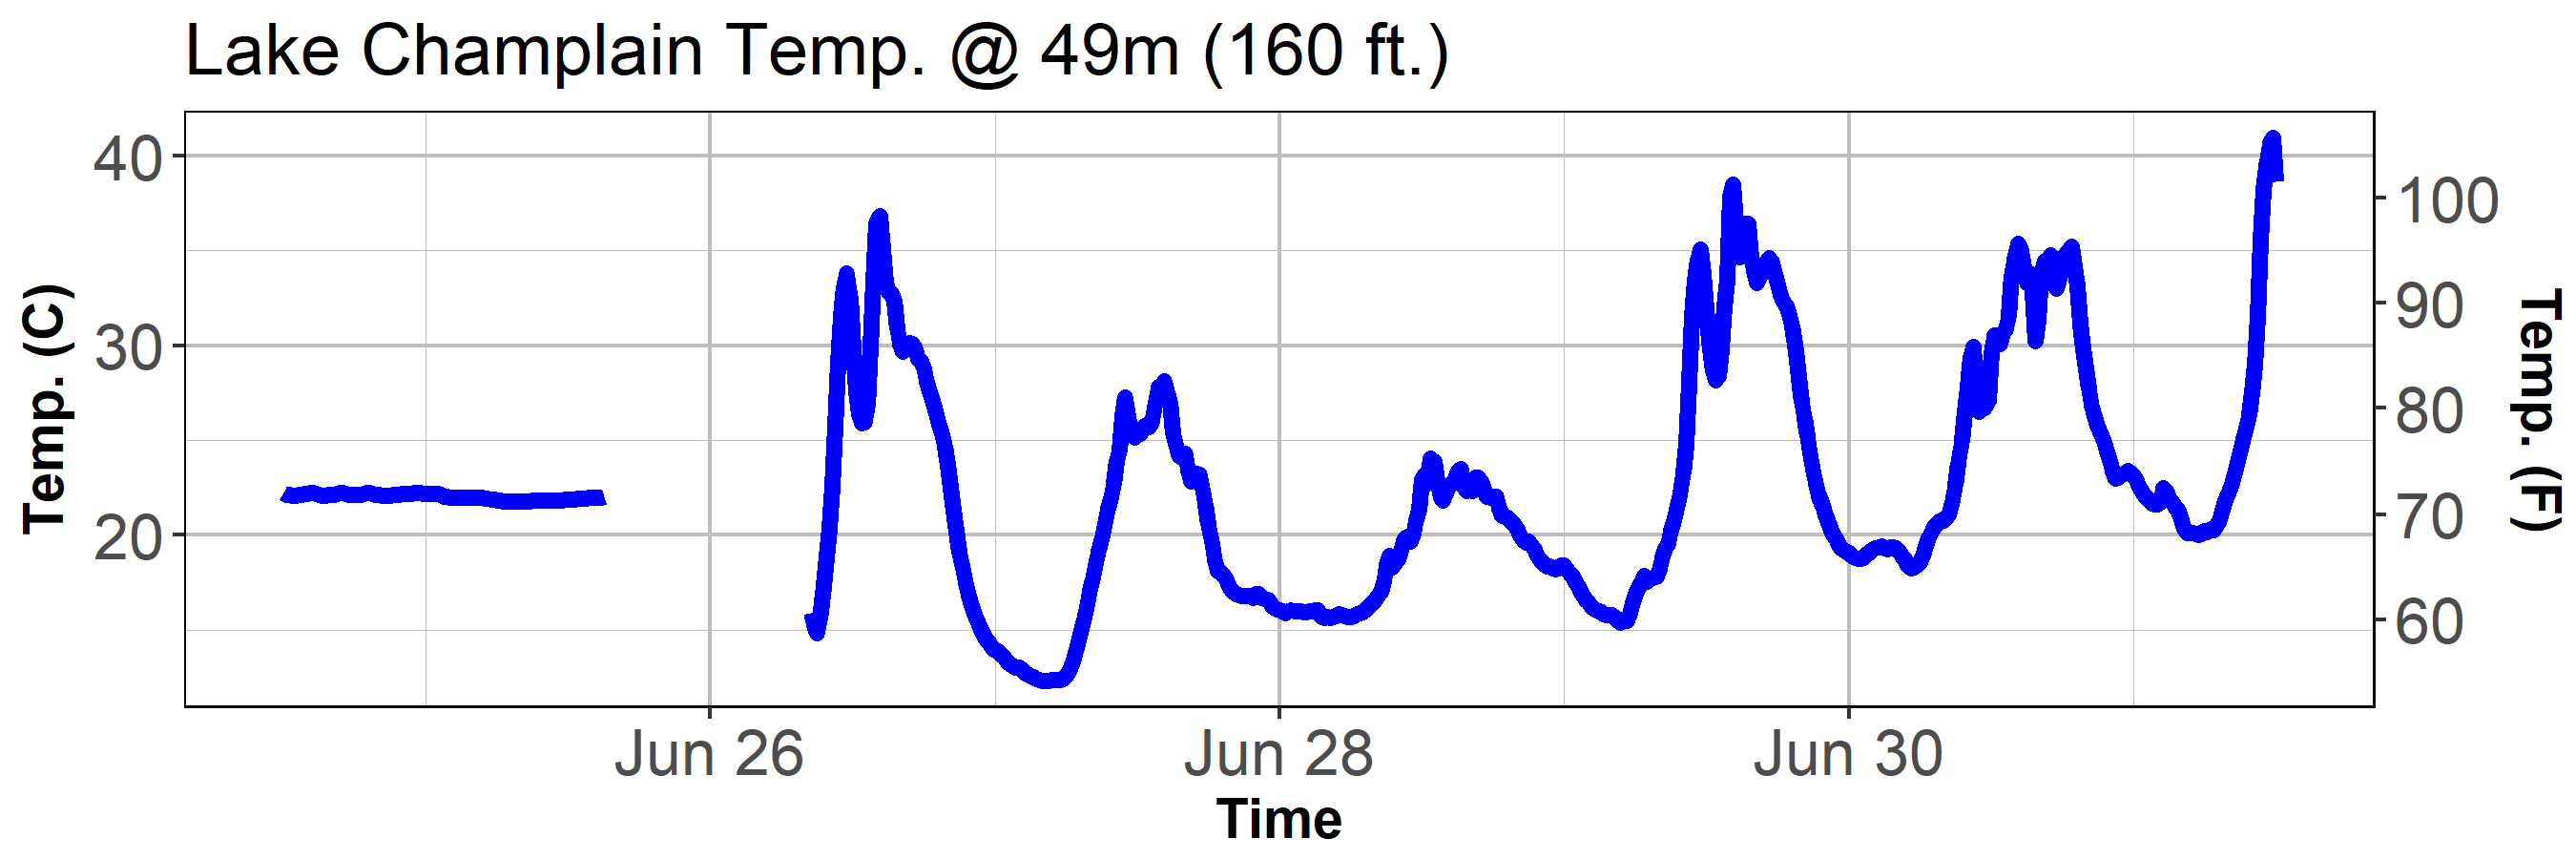 Lake Champlain Temp. @ 49m (160 ft.)
40
30
20
Temp. (C)
100
90
80
70
60
Temp. (F)
Jun 26
Jun 28
Jun 30
Time